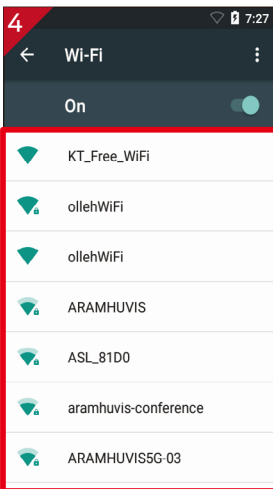 4
7:27
Wi-Fi
On
KT_Free_WiFi
ollehWiFi
ollehWiFi
ARAMHUVIS
ASL_81D0
aramhuvis-conference
ARAMHUVIS5G-03